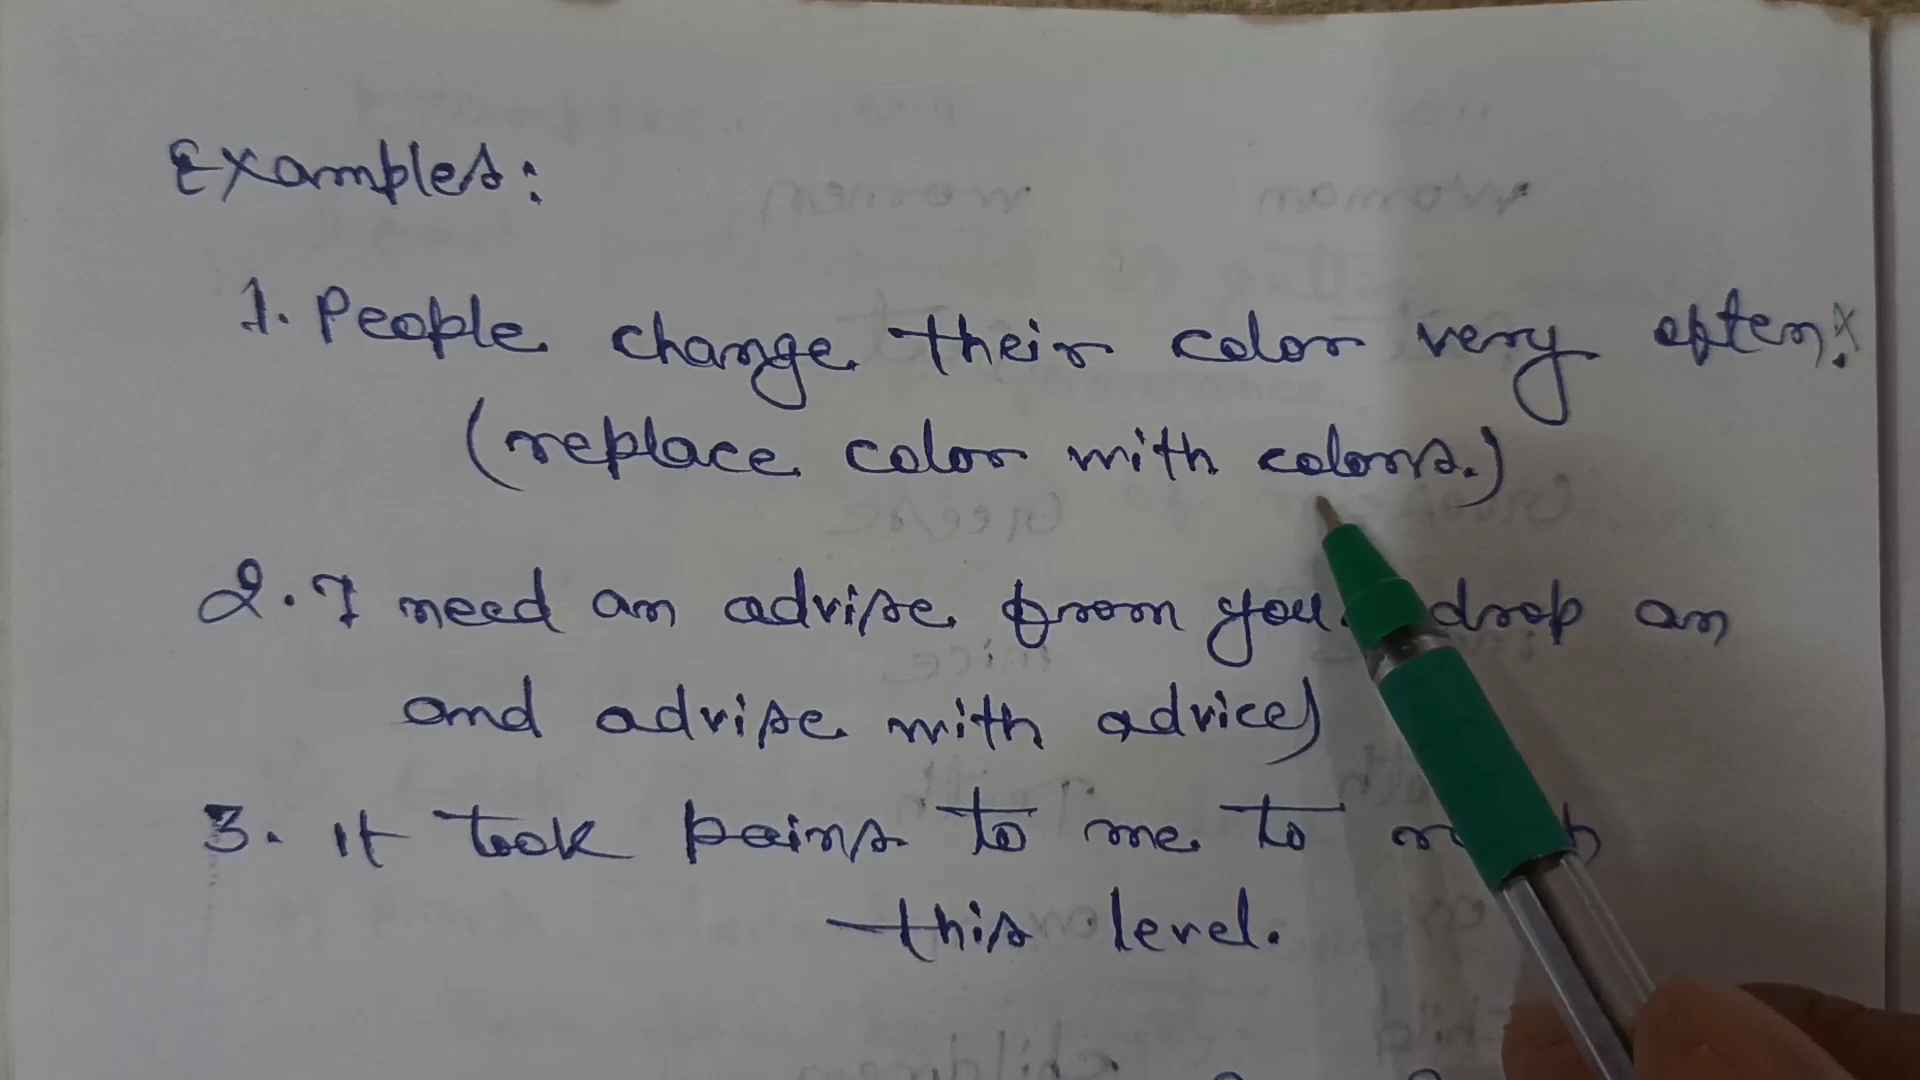 Examples:
1. People change their color very often.
(replace color with colors.)
2. I need an advise from you. drop an
and advise with advice)
3. It took pains to me to
this level.